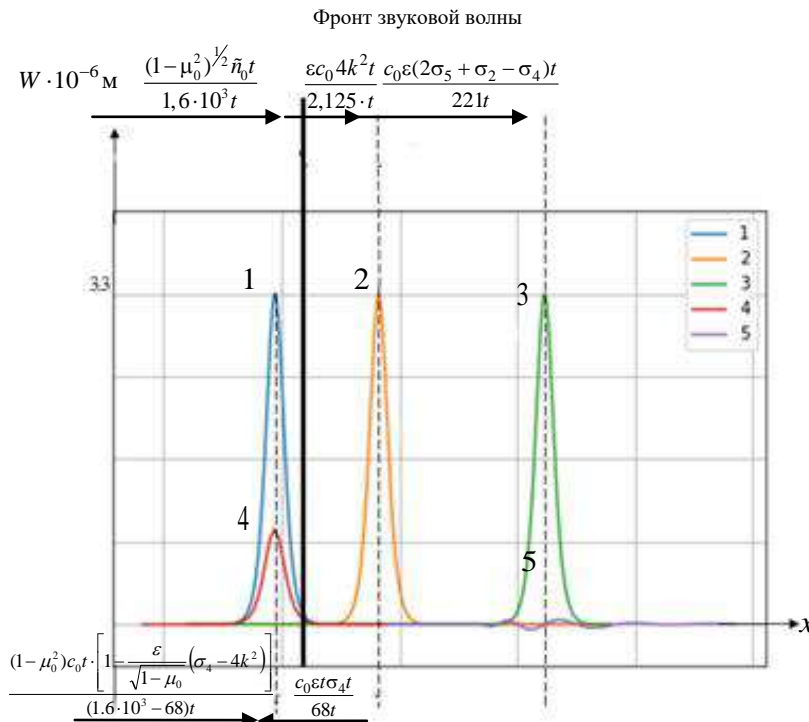 Фронт звуковой волны
W · 10⁻⁶ м
(1−μ₀²)^½ ñ₀t / 1,6·10³t
εc₀4k²t / 2,125·t
c₀ε(2σ₅ + σ₂ − σ₄)t / 221t
1
2
3
4
5
3.3
1
2
3
4
5
x
(1−μ₀²)c₀t·[1−ε/√(1−μ₀)(σ₄−4k²)] / (1.6·10³−68)t
c₀εtσ₄ / 68t